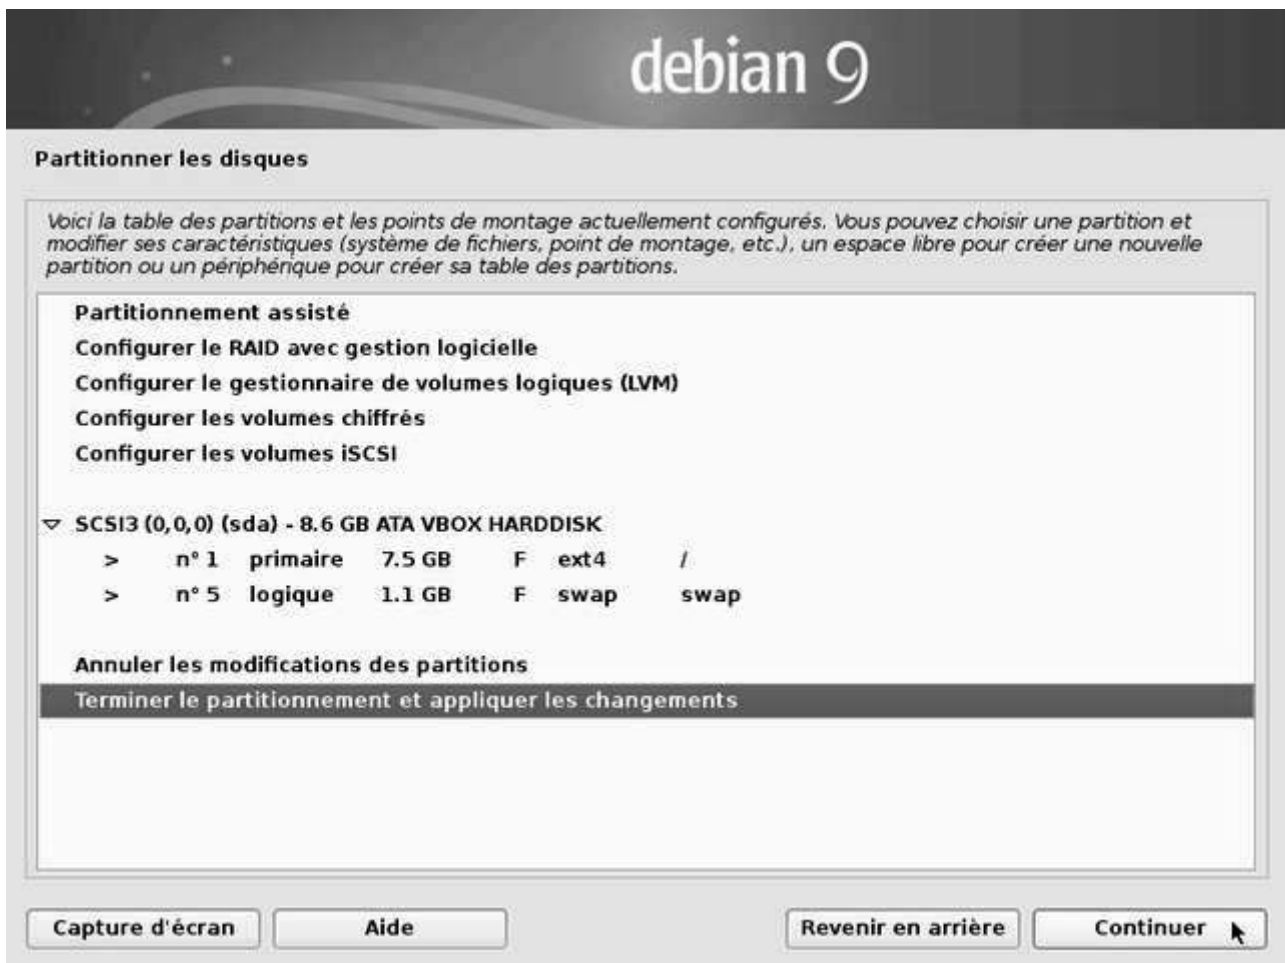 debian 9
Partitionner les disques
Voici la table des partitions et les points de montage actuellement configurés. Vous pouvez choisir une partition et
modifier ses caractéristiques (système de fichiers, point de montage, etc.), un espace libre pour créer une nouvelle
partition ou un périphérique pour créer sa table des partitions.
Partitionnement assisté
Configurer le RAID avec gestion logicielle
Configurer le gestionnaire de volumes logiques (LVM)
Configurer les volumes chiffrés
Configurer les volumes iSCSI
SCSI3 (0,0,0) (sda) - 8.6 GB ATA VBOX HARDDISK
> n° 1 primaire 7.5 GB F ext4 /
> n° 5 logique 1.1 GB F swap swap
Annuler les modifications des partitions
Terminer le partitionnement et appliquer les changements
Capture d'écran Aide Revenir en arrière Continuer